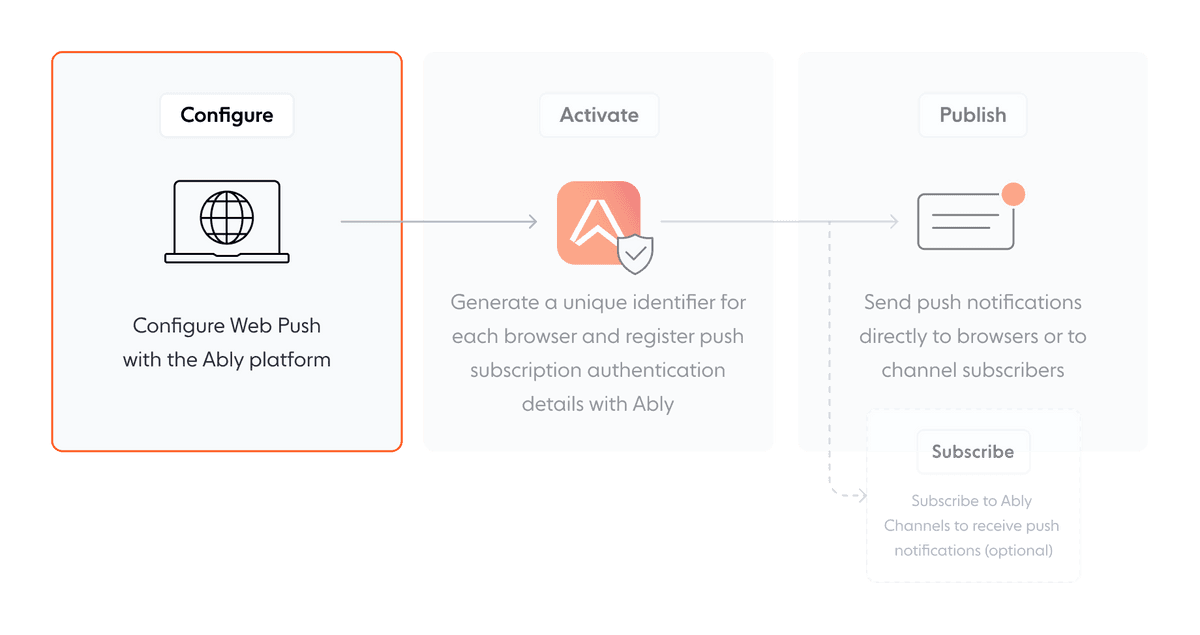 Configure
Configure Web Push
with the Ably platform
Activate
Generate a unique identifier for
each browser and register push
subscription authentication
details with Ably
Publish
Send push notifications
directly to browsers or to
channel subscribers
Subscribe
Subscribe to Ably
Channels to receive push
notifications (optional)